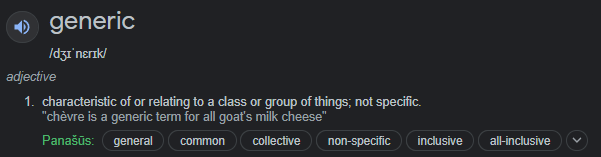 generic
/dʒɪˈnɛrɪk/
adjective
1. characteristic of or relating to a class or group of things; not specific.
"chèvre is a generic term for all goat's milk cheese"
Panašūs: general common collective non-specific inclusive all-inclusive